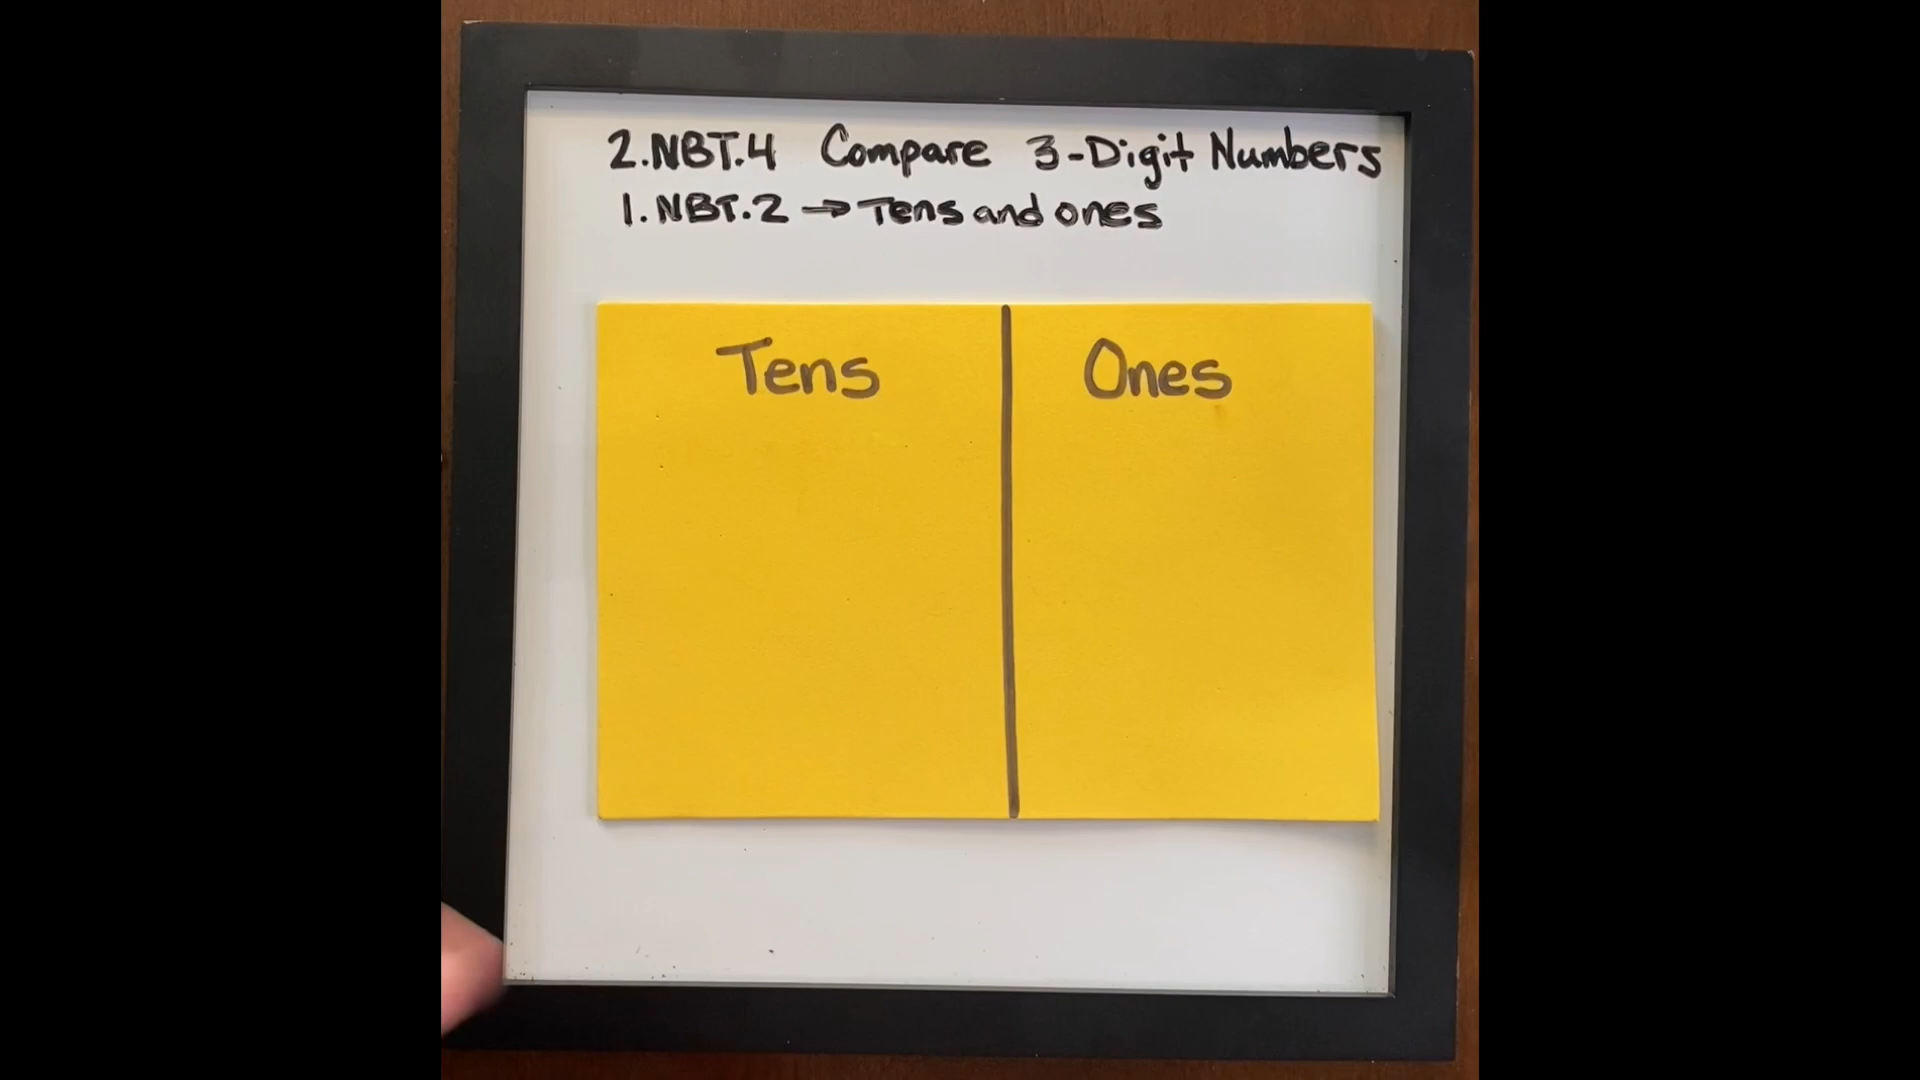 2.NBT.4 Compare 3-Digit Numbers
1.NBT.2 → Tens and ones
Tens
Ones